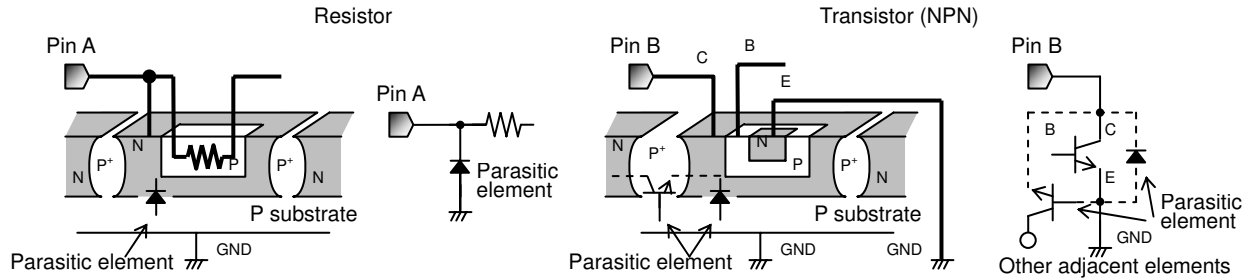 Resistor
Transistor (NPN)
Pin A
Pin B
C
B
E
Pin B
Pin A
N
P+
P
P+
N
N
Parasitic
element
P substrate
GND
Parasitic element
N
P+
N
P
P+
N
P substrate
GND
GND
Parasitic element
B
C
E
Parasitic
element
GND
Other adjacent elements